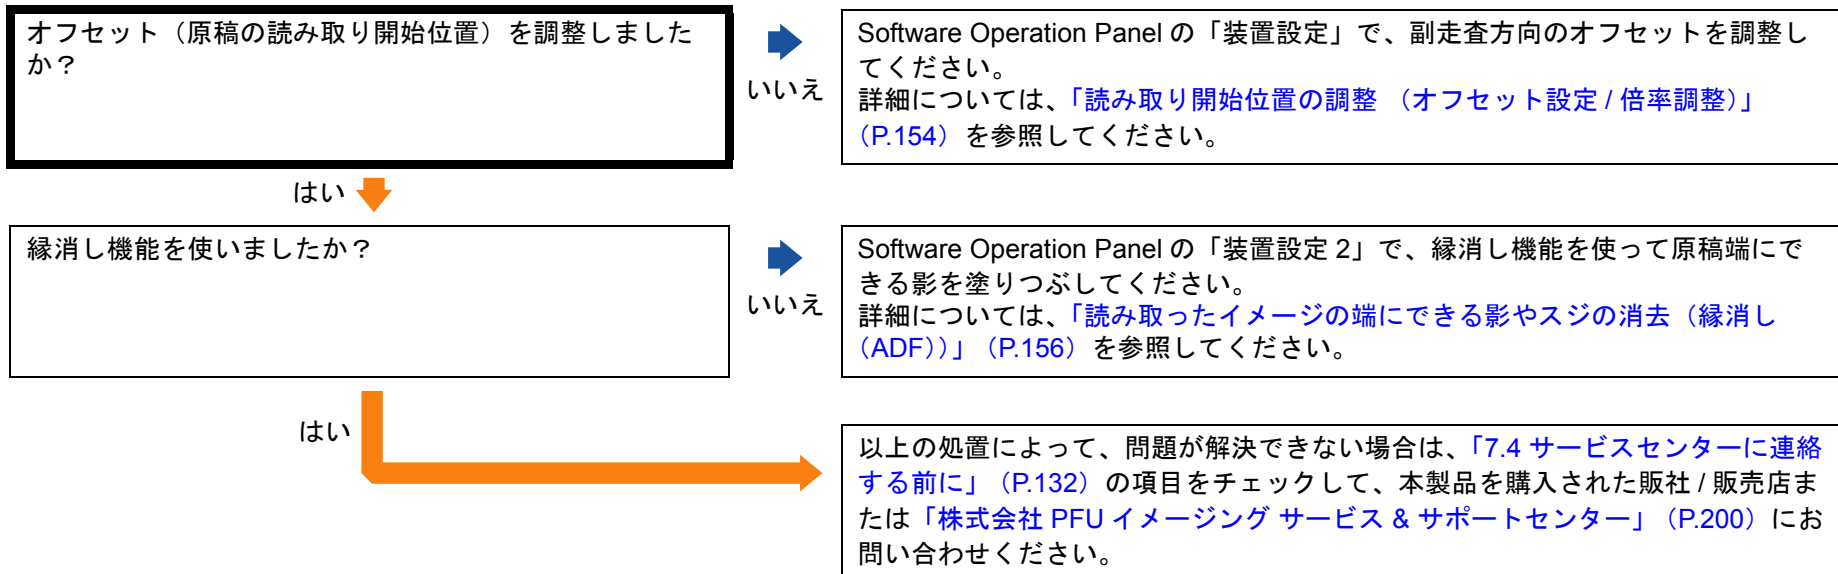 オフセット（原稿の読み取り開始位置）を調整しました
か？
いいえ
Software Operation Panel の「装置設定」で、副走査方向のオフセットを調整し
てください。
詳細については、「読み取り開始位置の調整 （オフセット設定 / 倍率調整）」
（P.154）を参照してください。
はい
縁消し機能を使いましたか？
いいえ
Software Operation Panel の「装置設定 2」で、縁消し機能を使って原稿端にで
きる影を塗りつぶしてください。
詳細については、「読み取ったイメージの端にできる影やスジの消去（縁消し
（ADF））」（P.156）を参照してください。
はい
以上の処置によって、問題が解決できない場合は、「7.4 サービスセンターに連絡
する前に」（P.132）の項目をチェックして、本製品を購入された販社 / 販売店ま
たは「株式会社 PFU イメージング サービス & サポートセンター」（P.200）にお
問い合わせください。